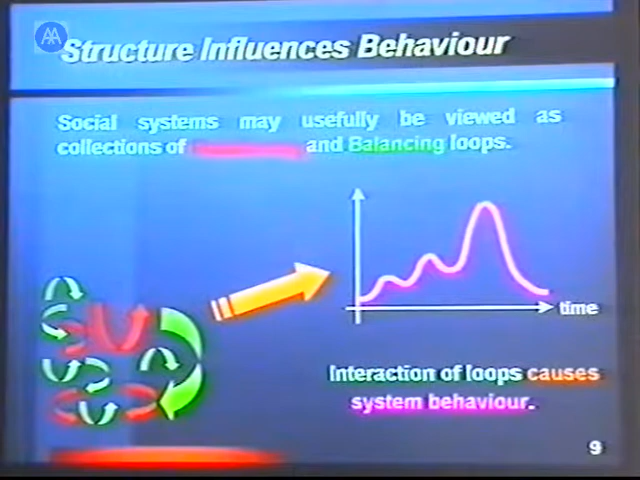 AA
Structure Influences Behaviour
Social systems may usefully be viewed as
collections of and Balancing loops.
time
Interaction of loops causes
system behaviour.
9